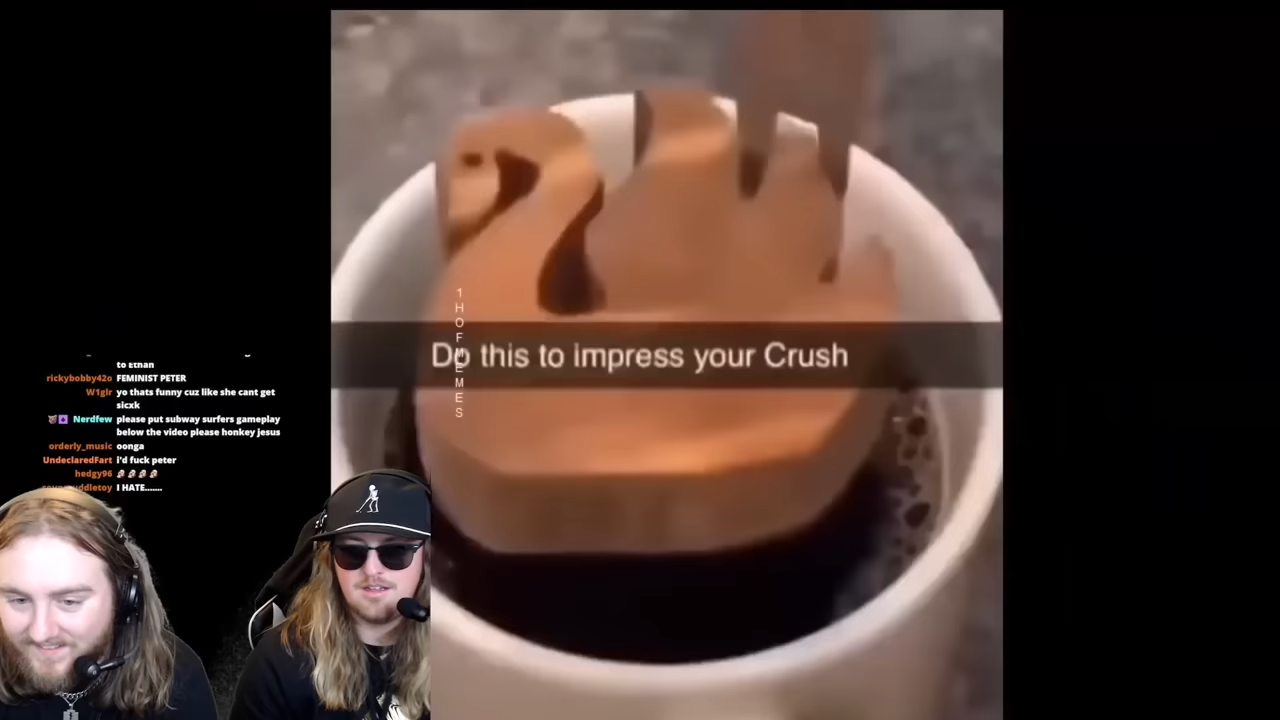 to Ethan
rickybobby42o FEMINIST PETER
W1glr yo thats funny cuz like she cant get
sicxk
Nerdfew please put subway surfers gameplay
below the video please honkey jesus
orderly_music oonga
UndeclaredFart i'd fuck peter
hedgy96
I HATE.......
Do this to impress your Crush
1HOFMEMES